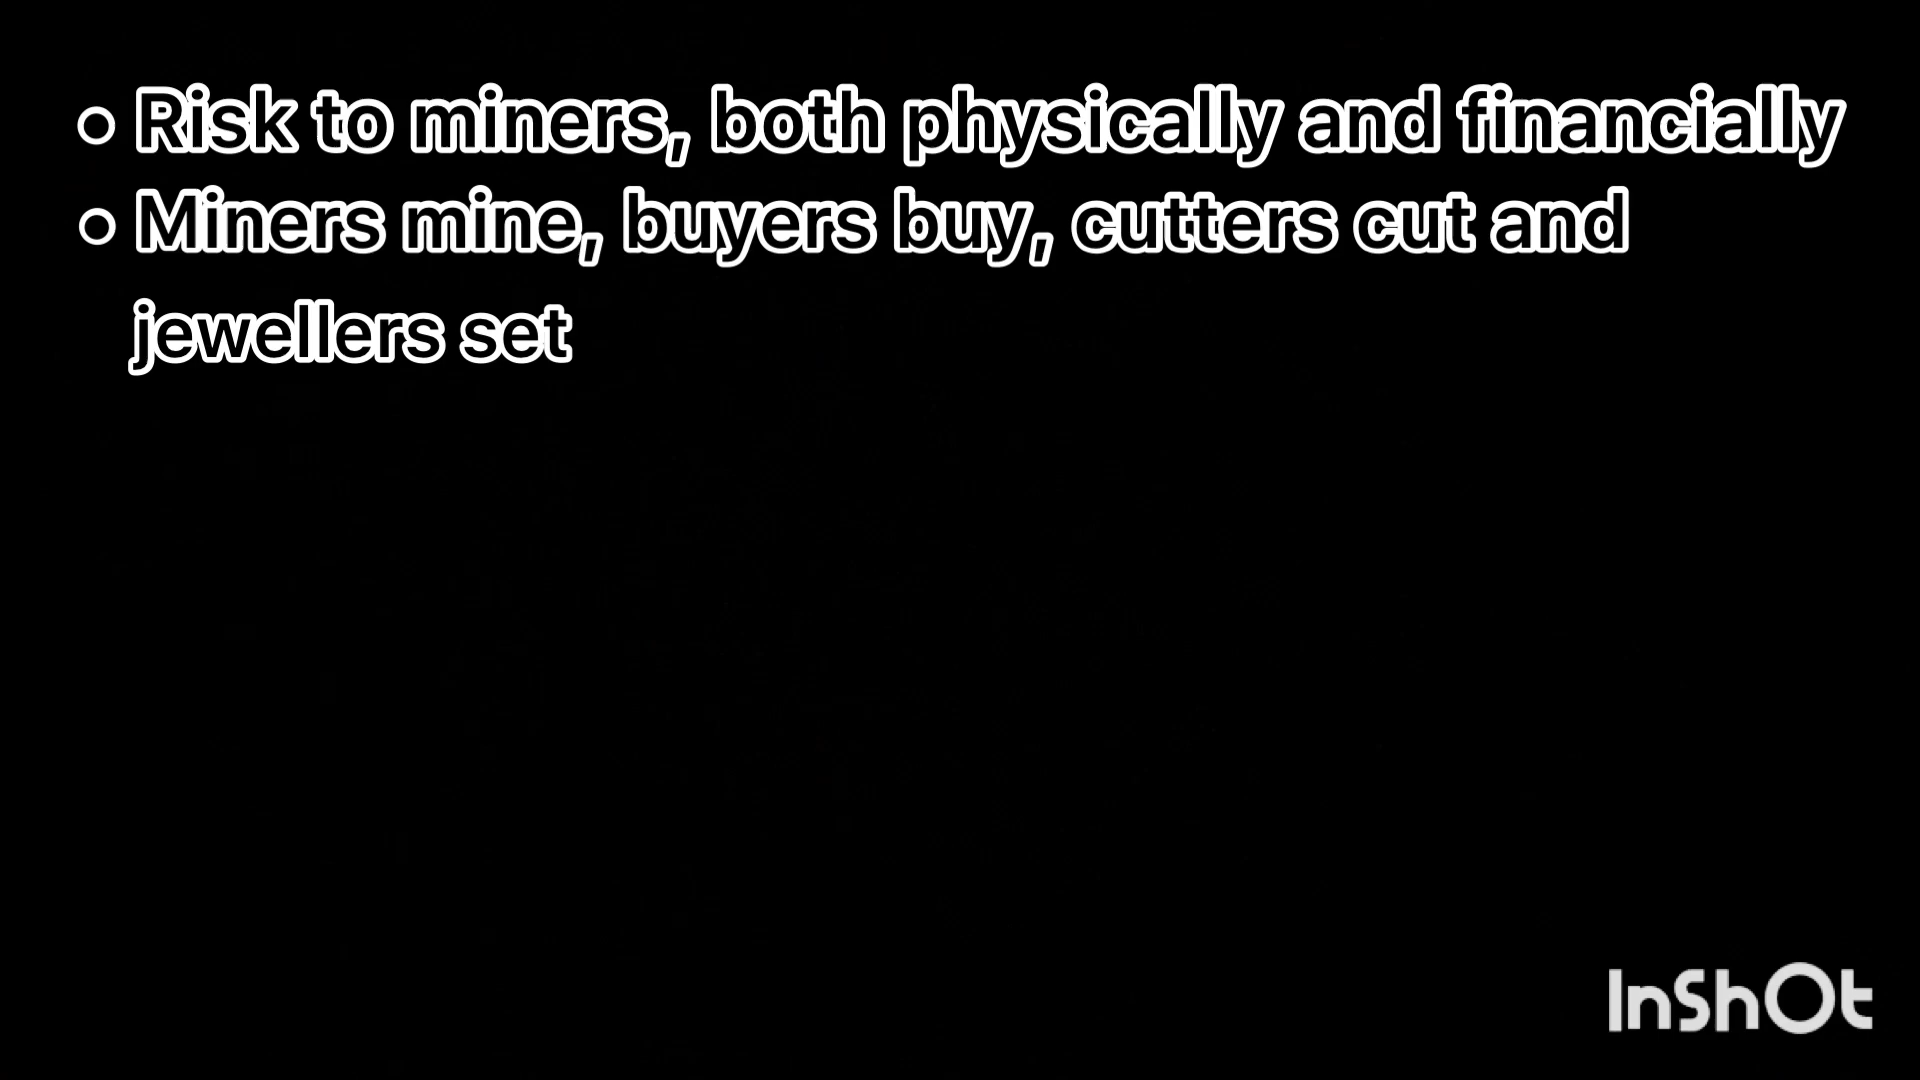 ○ Risk to miners, both physically and financially
○ Miners mine, buyers buy, cutters cut and
jewellers set
InShOt